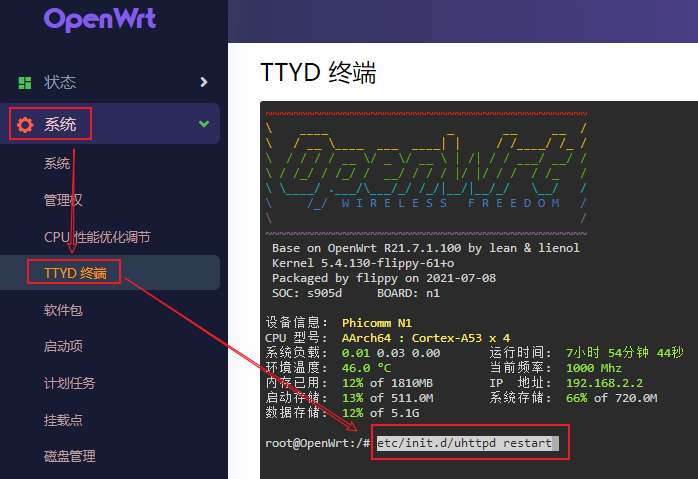 OpenWrt
状态
系统
系统
管理权
CPU 性能优化调节
TTYD 终端
软件包
启动项
计划任务
挂载点
磁盘管理
TTYD 终端
OpenWrt
W I R E L E S S   F R E E D O M
Base on OpenWrt R21.7.1.100 by lean & lienol
Kernel 5.4.130-flippy-61+o
Packaged by flippy on 2021-07-08
SOC: s905d     BOARD: n1
设备信息: Phicomm N1
CPU 型号: AArch64 : Cortex-A53 x 4
系统负载: 0.01 0.03 0.00     运行时间: 7小时 54分钟 44秒
环境温度: 46.0 °C     当前频率: 1000 Mhz
内存已用: 12% of 1810MB     IP 地址: 192.168.2.2
启动存储: 13% of 511.0M     系统存储: 66% of 720.0M
数据存储: 12% of 5.1G
root@OpenWrt:/# etc/init.d/uhttpd restart